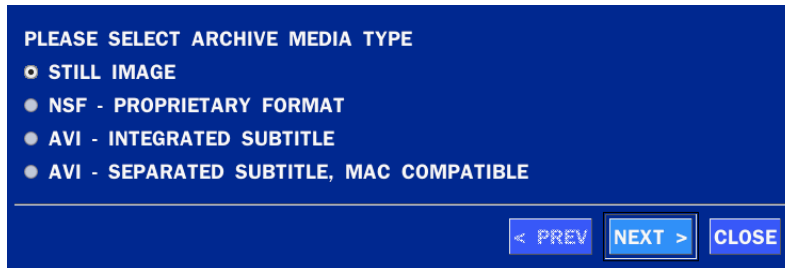 PLEASE SELECT ARCHIVE MEDIA TYPE
STILL IMAGE
NSF - PROPRIETARY FORMAT
AVI - INTEGRATED SUBTITLE
AVI - SEPARATED SUBTITLE, MAC COMPATIBLE
< PREV NEXT > CLOSE